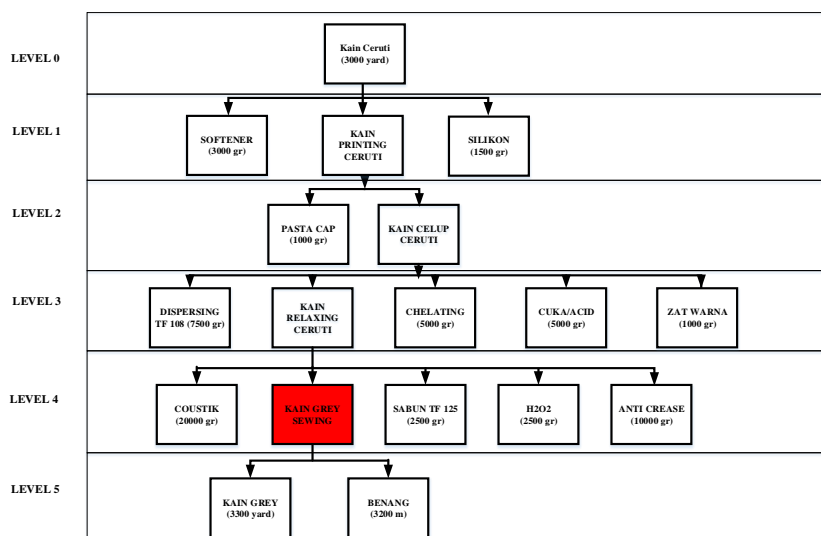 LEVEL 0
Kain Ceruti
(3000 yard)
LEVEL 1
SOFTENER
(3000 gr)
KAIN
PRINTING
CERUTI
SILIKON
(1500 gr)
LEVEL 2
PASTA CAP
(1000 gr)
KAIN CELUP
CERUTI
LEVEL 3
DISPERSING
TF 108 (7500 gr)
KAIN
RELAXING
CERUTI
CHELATING
(5000 gr)
CUKA/ACID
(5000 gr)
ZAT WARNA
(1000 gr)
LEVEL 4
COUSTIK
(20000 gr)
KAIN GREY
SEWING
SABUN TF 125
(2500 gr)
H2O2
(2500 gr)
ANTI CREASE
(10000 gr)
LEVEL 5
KAIN GREY
(3300 yard)
BENANG
(3200 m)